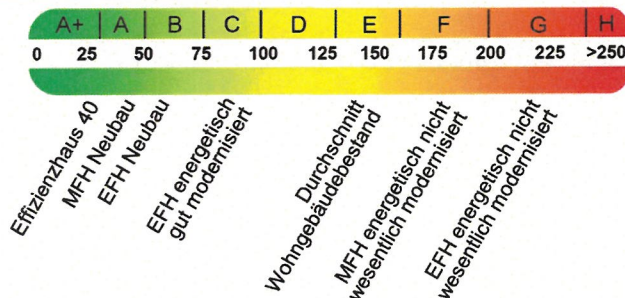 A+ A B C D E F G H
0 25 50 75 100 125 150 175 200 225 >250
Effizienzhaus 40
MFH Neubau
EFH Neubau
EFH energetisch
gut modernisiert
Durchschnitt
Wohngebäudebestand
MFH energetisch nicht
wesentlich modernisiert
EFH energetisch nicht
wesentlich modernisiert